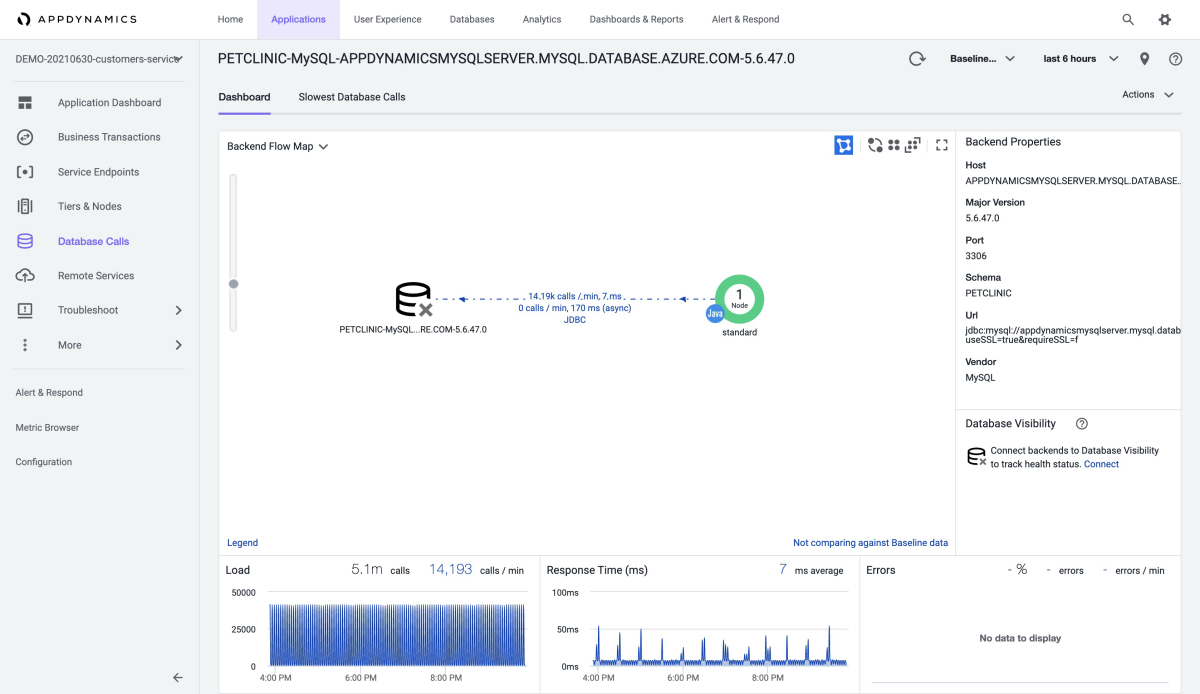 APPDYNAMICS
Home
Applications
User Experience
Databases
Analytics
Dashboards & Reports
Alert & Respond
DEMO-20210630-customers-service
PETCLINIC-MySQL-APPDYNAMICSMYSQLSERVER.MYSQL.DATABASE.AZURE.COM-5.6.47.0
Baseline...
last 6 hours
Dashboard
Slowest Database Calls
Actions
Application Dashboard
Business Transactions
Service Endpoints
Tiers & Nodes
Database Calls
Remote Services
Troubleshoot
More
Alert & Respond
Metric Browser
Configuration
Backend Flow Map
14.19k calls / min, 7 ms
0 calls / min, 170 ms (async)
JDBC
PETCLINIC-MySQL...RE.COM-5.6.47.0
1
Node
Java
standard
Legend
Not comparing against Baseline data
Backend Properties
Host
APPDYNAMICSMYSQLSERVER.MYSQL.DATABASE..
Major Version
5.6.47.0
Port
3306
Schema
PETCLINIC
Url
jdbc:mysql://appdynamicsmysqlserver.mysql.datab
useSSL=true&requireSSL=f
Vendor
MySQL
Database Visibility
Connect backends to Database Visibility
to track health status. Connect
Load
5.1m calls
14,193 calls / min
50000
25000
0
4:00 PM
6:00 PM
8:00 PM
Response Time (ms)
7 ms average
100ms
50ms
0ms
4:00 PM
6:00 PM
8:00 PM
Errors
- %
- errors
- errors / min
No data to display